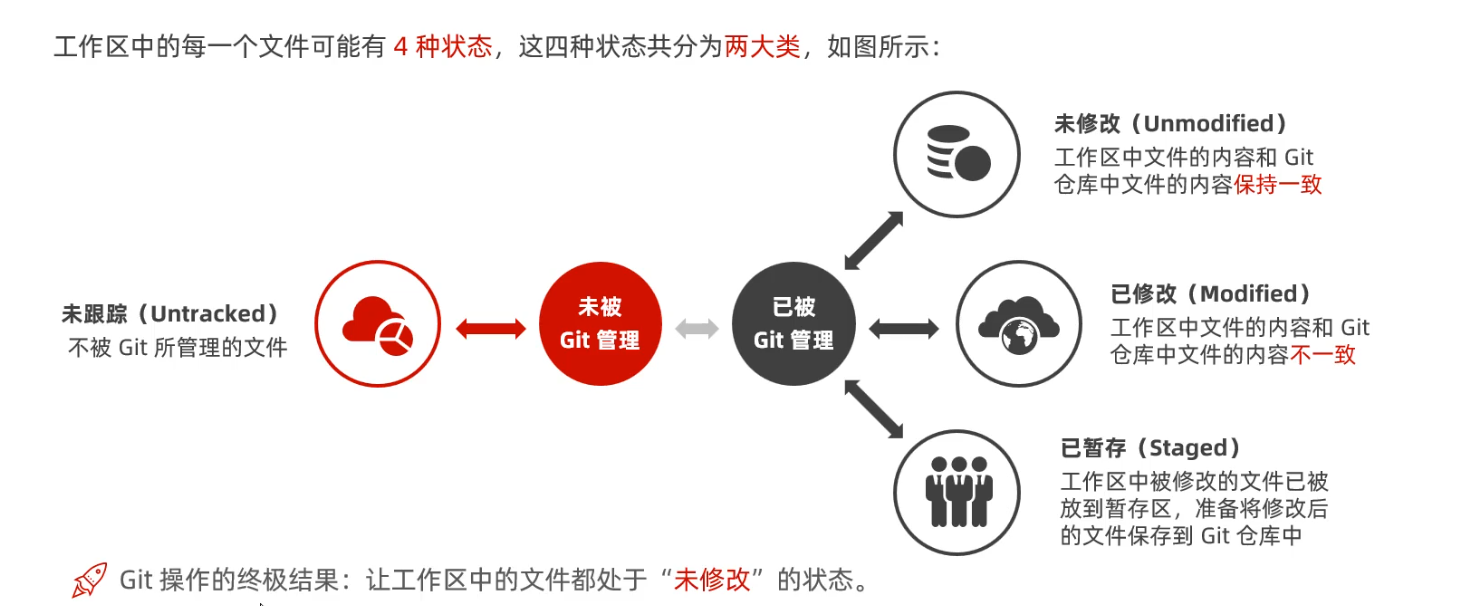 工作区中的每一个文件可能有 4 种状态，这四种状态共分为两大类，如图所示：
未修改（Unmodified）
工作区中文件的内容和 Git
仓库中文件的内容保持一致
未跟踪（Untracked）
不被 Git 所管理的文件
未被
Git 管理
已被
Git 管理
已修改（Modified）
工作区中文件的内容和 Git
仓库中文件的内容不一致
已暂存（Staged）
工作区中被修改的文件已被
放到暂存区，准备将修改后
的文件保存到 Git 仓库中
Git 操作的终极结果：让工作区中的文件都处于“未修改”的状态。